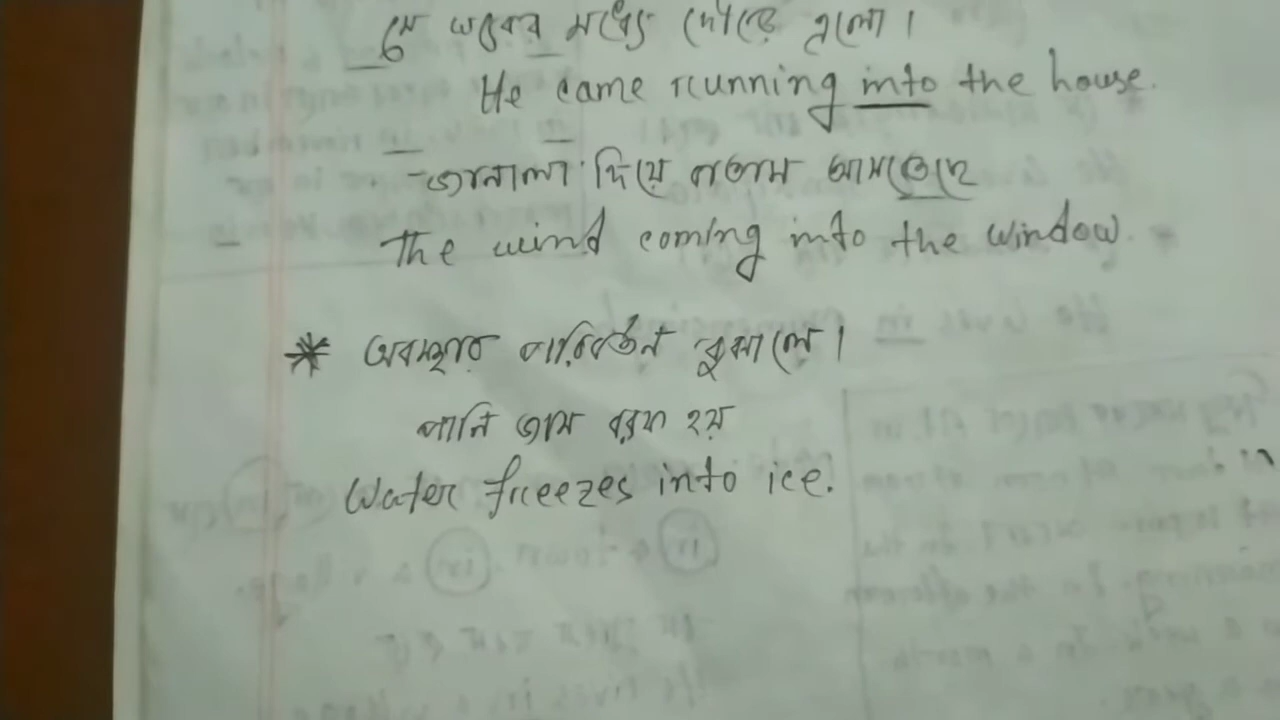 সে ঘরের মধ্যে দৌড়ে এলো।
He came running into the house.
জানালা দিয়ে বাতাস আসতেছে
The wind coming into the window.
* অবস্থার পরিবর্তন বুঝালে।
পানি জমে বরফ হয়
Water freezes into ice.